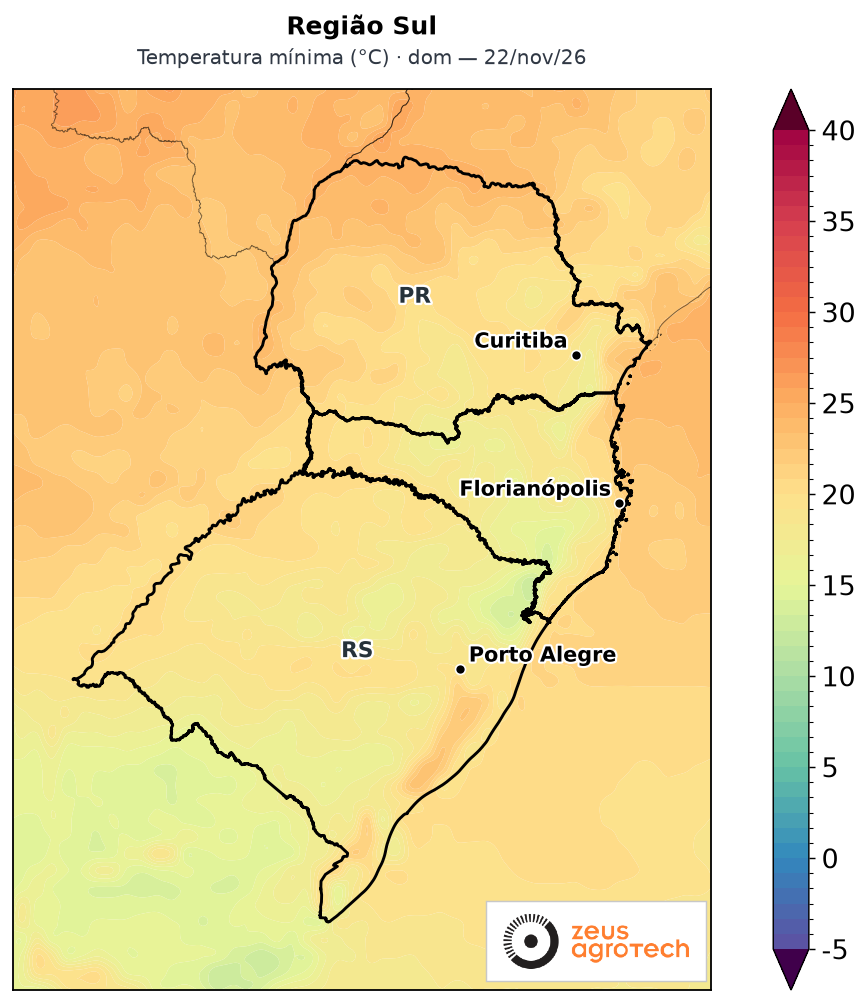 Região Sul
Temperatura mínima (°C) · dom — 22/nov/26
40
35
30
25
20
15
10
5
0
-5
PR
Curitiba
Florianópolis
RS
Porto Alegre
zeus
agrotech